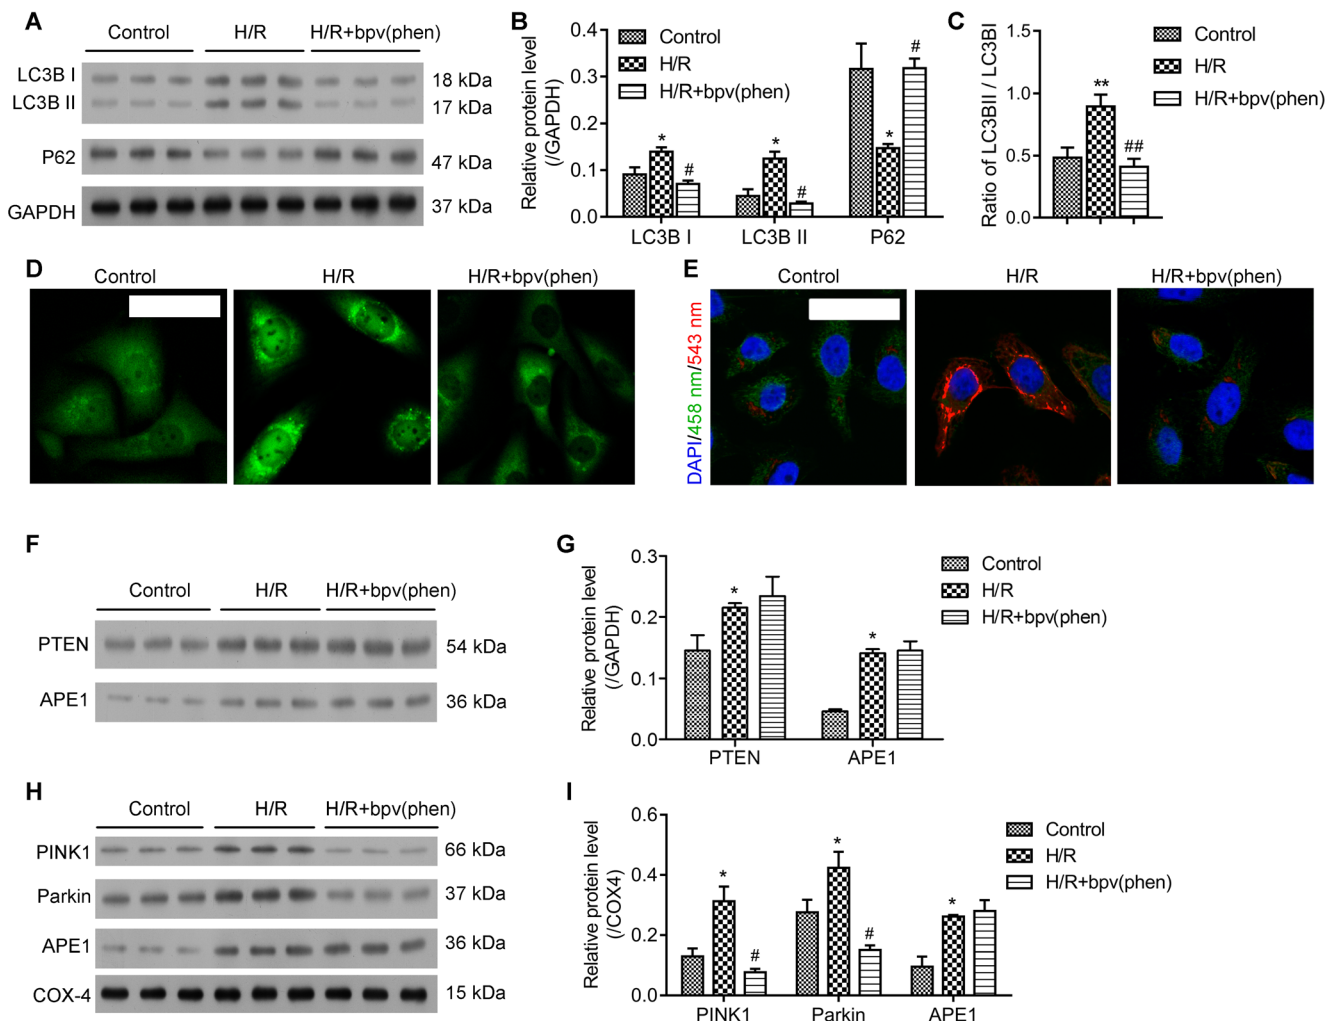 A
Control H/R H/R+bpv(phen)
LC3B I 18 kDa
LC3B II 17 kDa
P62 47 kDa
GAPDH 37 kDa
B
Relative protein level
(/GAPDH)
0.4
0.3
0.2
0.1
0.0
Control
H/R
H/R+bpv(phen)
* # * # * #
LC3B I LC3B II P62
C
Ratio of LC3BII / LC3BI
1.5
1.0
0.5
0.0
** ##
Control
H/R
H/R+bpv(phen)
D
Control H/R H/R+bpv(phen)
E
Control H/R H/R+bpv(phen)
DAPI/458 nm/543 nm
F
Control H/R H/R+bpv(phen)
PTEN 54 kDa
APE1 36 kDa
G
Relative protein level
(/GAPDH)
0.3
0.2
0.1
0.0
* *
PTEN APE1
Control
H/R
H/R+bpv(phen)
H
Control H/R H/R+bpv(phen)
PINK1 66 kDa
Parkin 37 kDa
APE1 36 kDa
COX-4 15 kDa
I
Relative protein level
(/COX4)
0.6
0.4
0.2
0.0
* # * # *
PINK1 Parkin APE1
Control
H/R
H/R+bpv(phen)